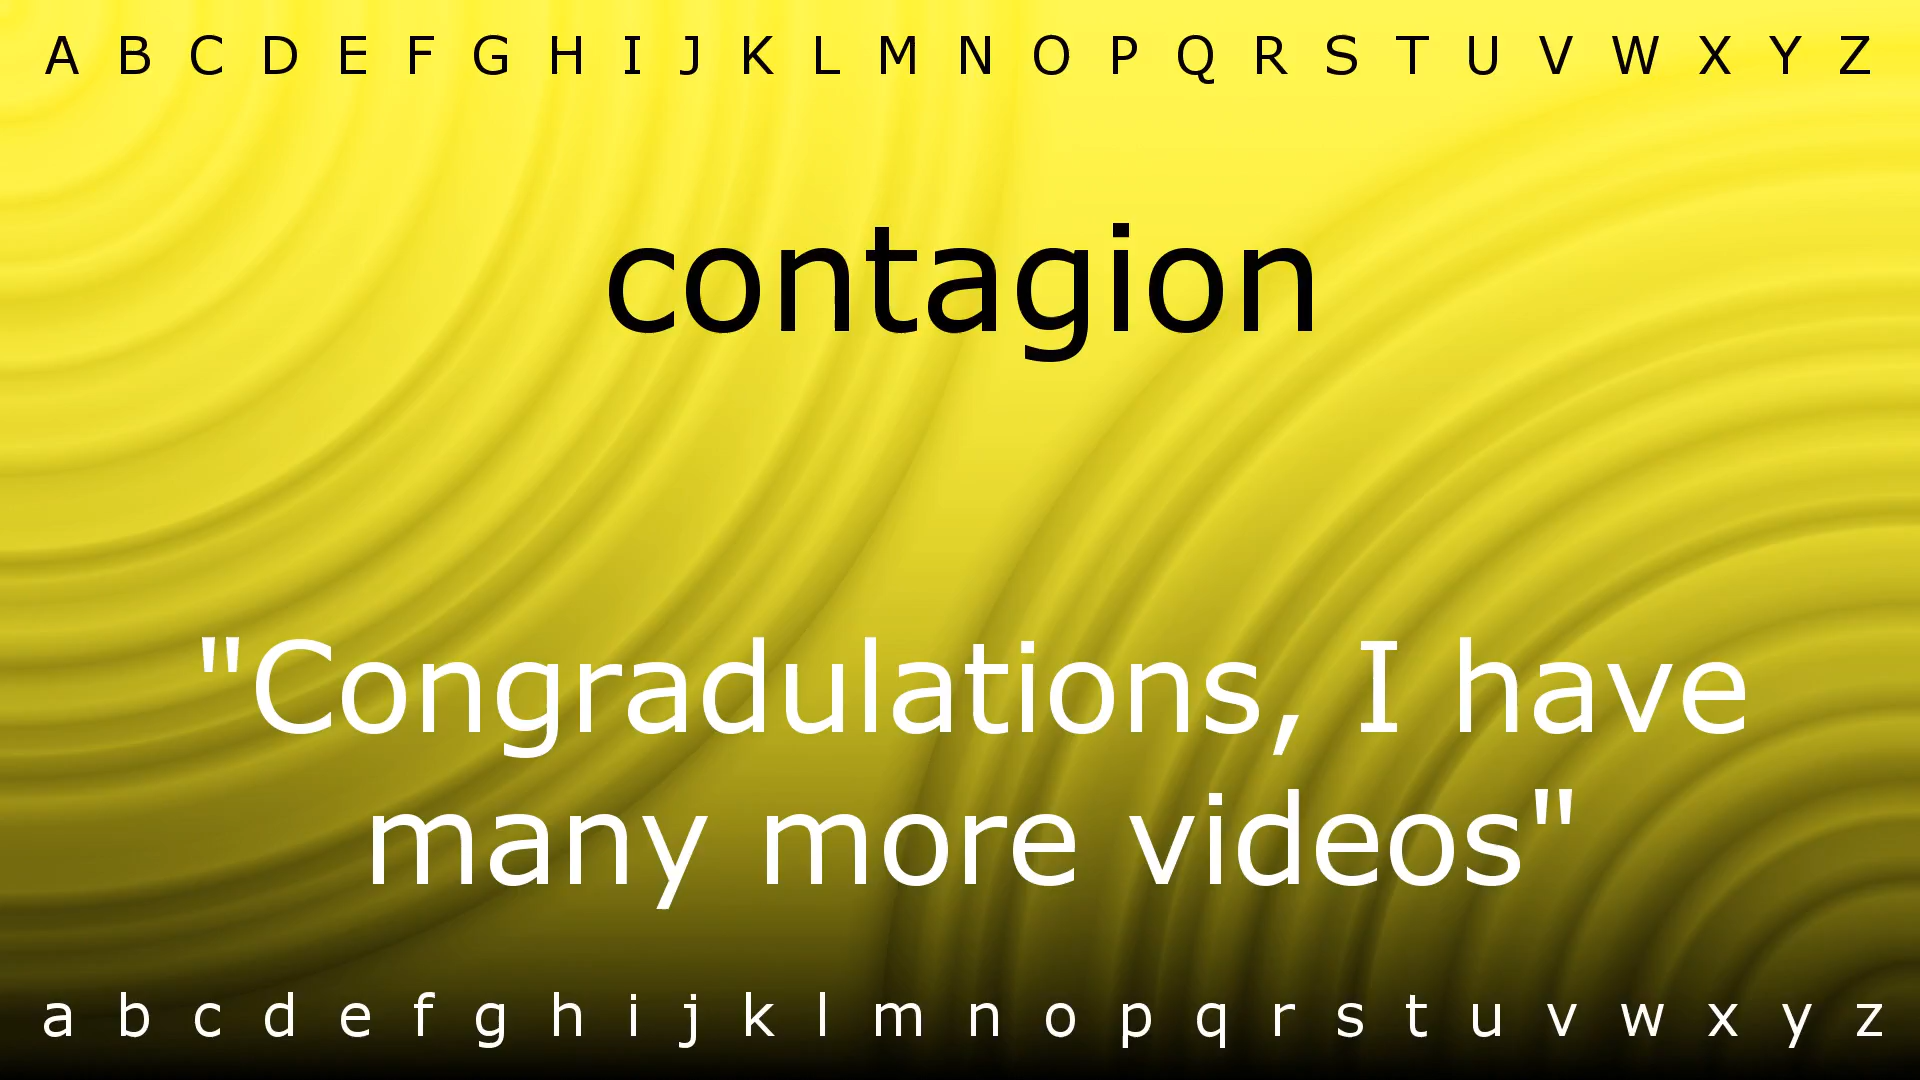 A B C D E F G H I J K L M N O P Q R S T U V W X Y Z
contagion
"Congradulations, I have
many more videos"
a b c d e f g h i j k l m n o p q r s t u v w x y z